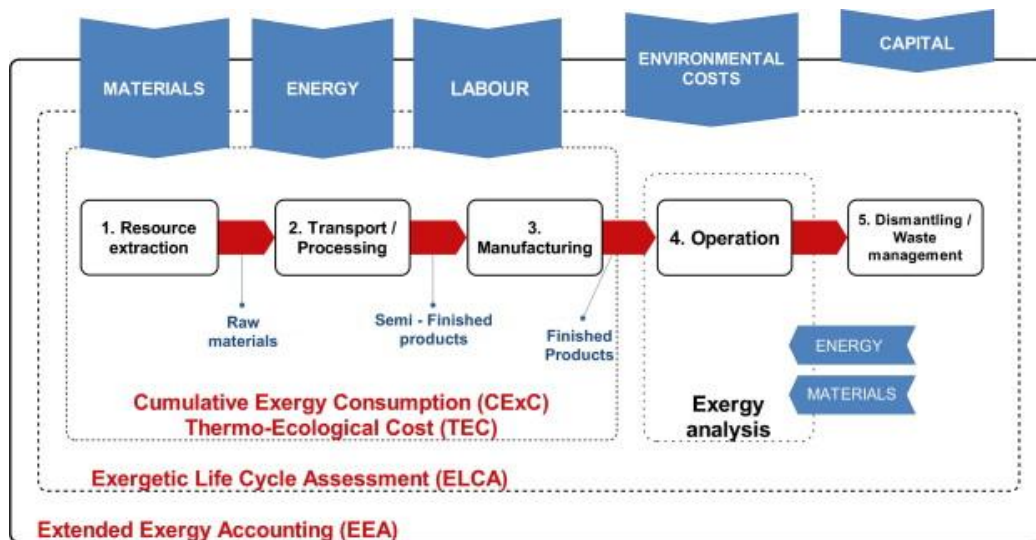 MATERIALS
ENERGY
LABOUR
ENVIRONMENTAL
COSTS
CAPITAL
1. Resource
extraction
2. Transport /
Processing
3.
Manufacturing
4. Operation
5. Dismantling /
Waste
management
Raw
materials
Semi - Finished
products
Finished
Products
ENERGY
MATERIALS
Cumulative Exergy Consumption (CExC)
Thermo-Ecological Cost (TEC)
Exergy
analysis
Exergetic Life Cycle Assessment (ELCA)
Extended Exergy Accounting (EEA)